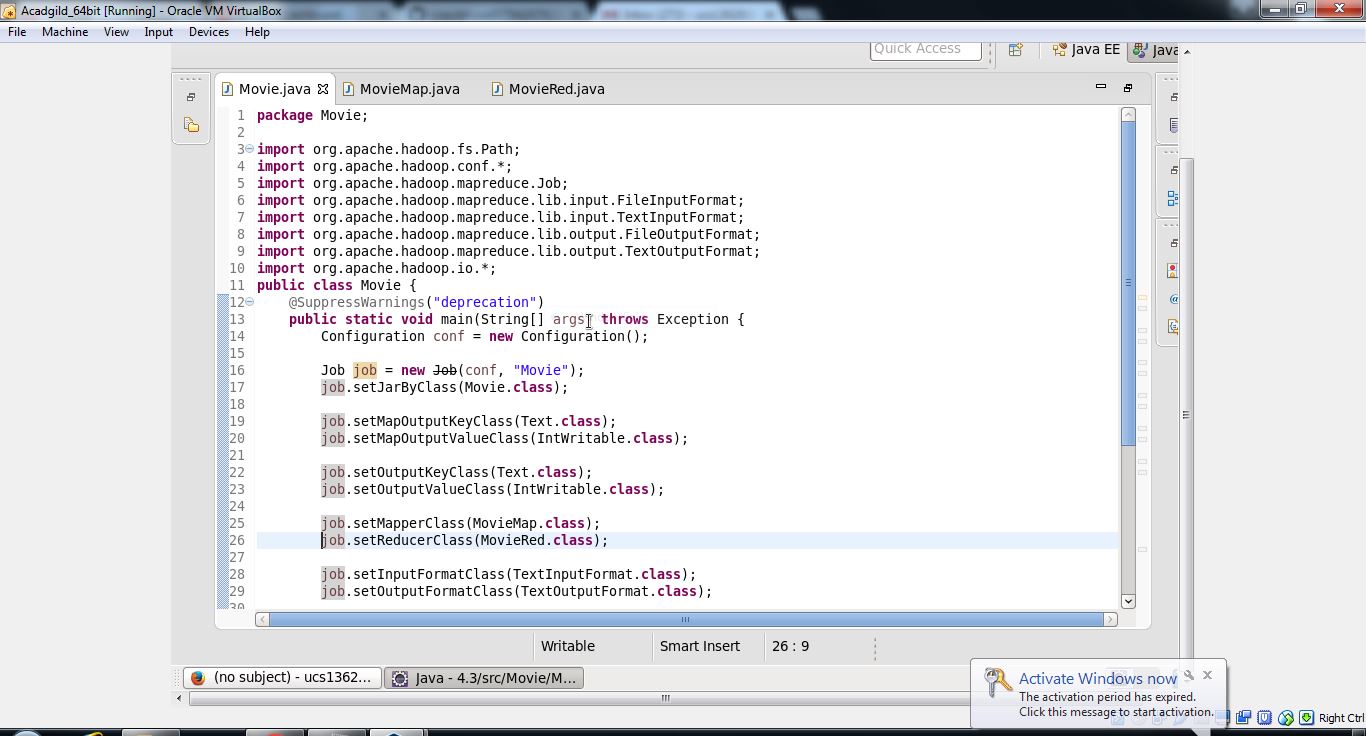 Acadgild_64bit [Running] - Oracle VM VirtualBox
File Machine View Input Devices Help
Quick Access
Java EE
Java
Movie.java
MovieMap.java
MovieRed.java
1 package Movie;
2
3 import org.apache.hadoop.fs.Path;
4 import org.apache.hadoop.conf.*;
5 import org.apache.hadoop.mapreduce.Job;
6 import org.apache.hadoop.mapreduce.lib.input.FileInputFormat;
7 import org.apache.hadoop.mapreduce.lib.input.TextInputFormat;
8 import org.apache.hadoop.mapreduce.lib.output.FileOutputFormat;
9 import org.apache.hadoop.mapreduce.lib.output.TextOutputFormat;
10 import org.apache.hadoop.io.*;
11 public class Movie {
12 @SuppressWarnings("deprecation")
13 public static void main(String[] args) throws Exception {
14 Configuration conf = new Configuration();
15
16 Job job = new Job(conf, "Movie");
17 job.setJarByClass(Movie.class);
18
19 job.setMapOutputKeyClass(Text.class);
20 job.setMapOutputValueClass(IntWritable.class);
21
22 job.setOutputKeyClass(Text.class);
23 job.setOutputValueClass(IntWritable.class);
24
25 job.setMapperClass(MovieMap.class);
26 job.setReducerClass(MovieRed.class);
27
28 job.setInputFormatClass(TextInputFormat.class);
29 job.setOutputFormatClass(TextOutputFormat.class);
30
Writable
Smart Insert
26 : 9
(no subject) - ucs1362...
Java - 4.3/src/Movie/M...
Activate Windows now
The activation period has expired.
Click this message to start activation.
Right Ctrl